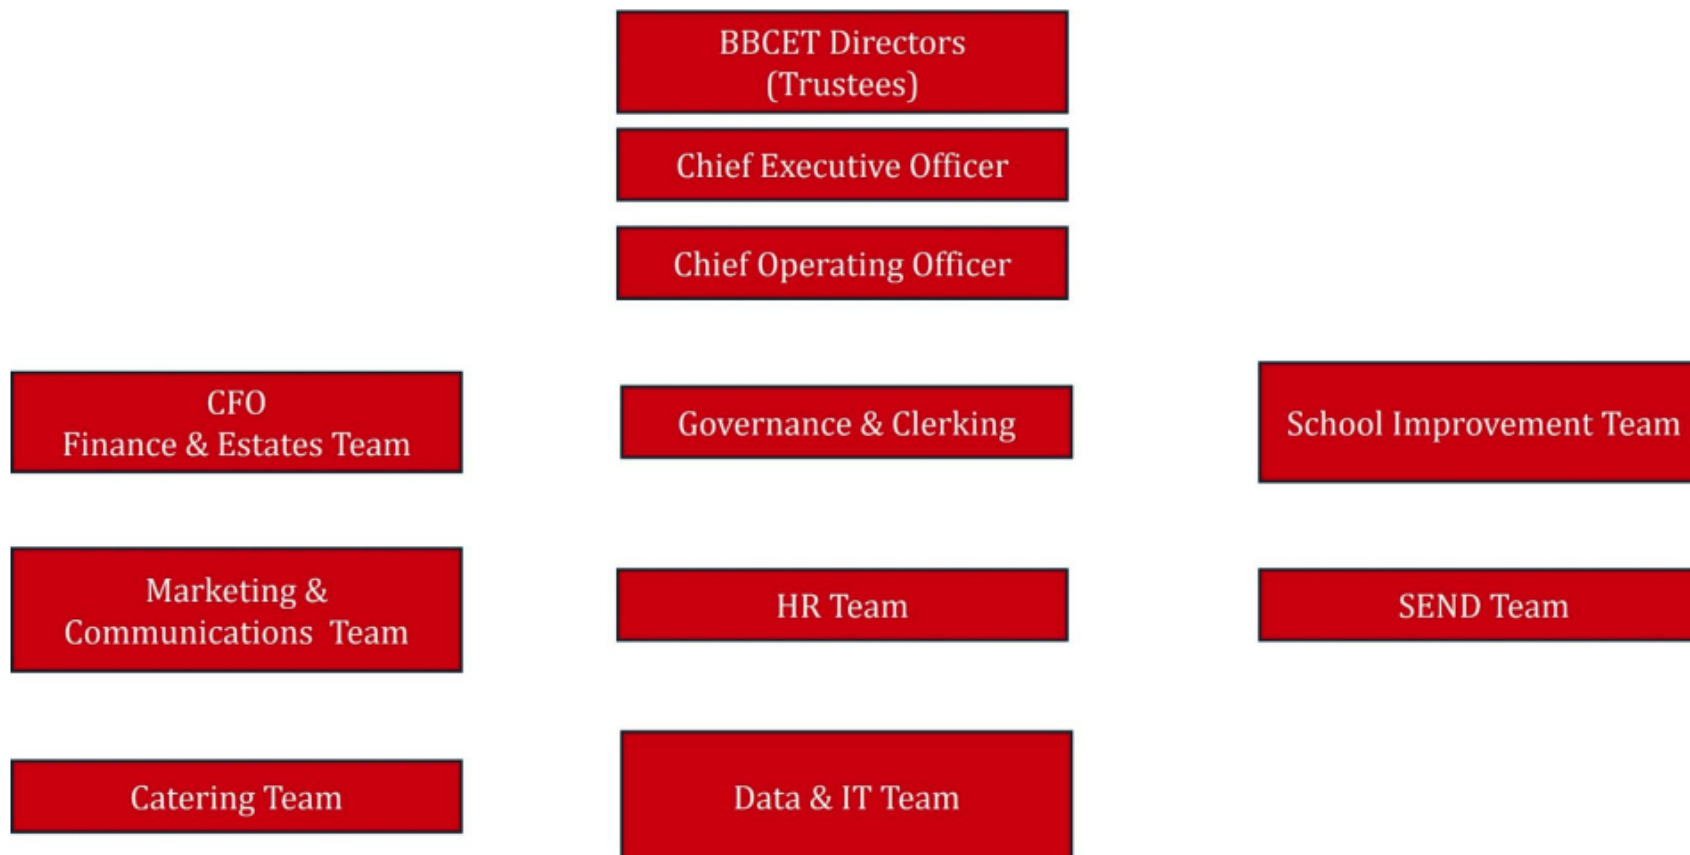 BBCET Directors
(Trustees)
Chief Executive Officer
Chief Operating Officer
CFO
Finance & Estates Team
Governance & Clerking
School Improvement Team
Marketing &
Communications  Team
HR Team
SEND Team
Catering Team
Data & IT Team